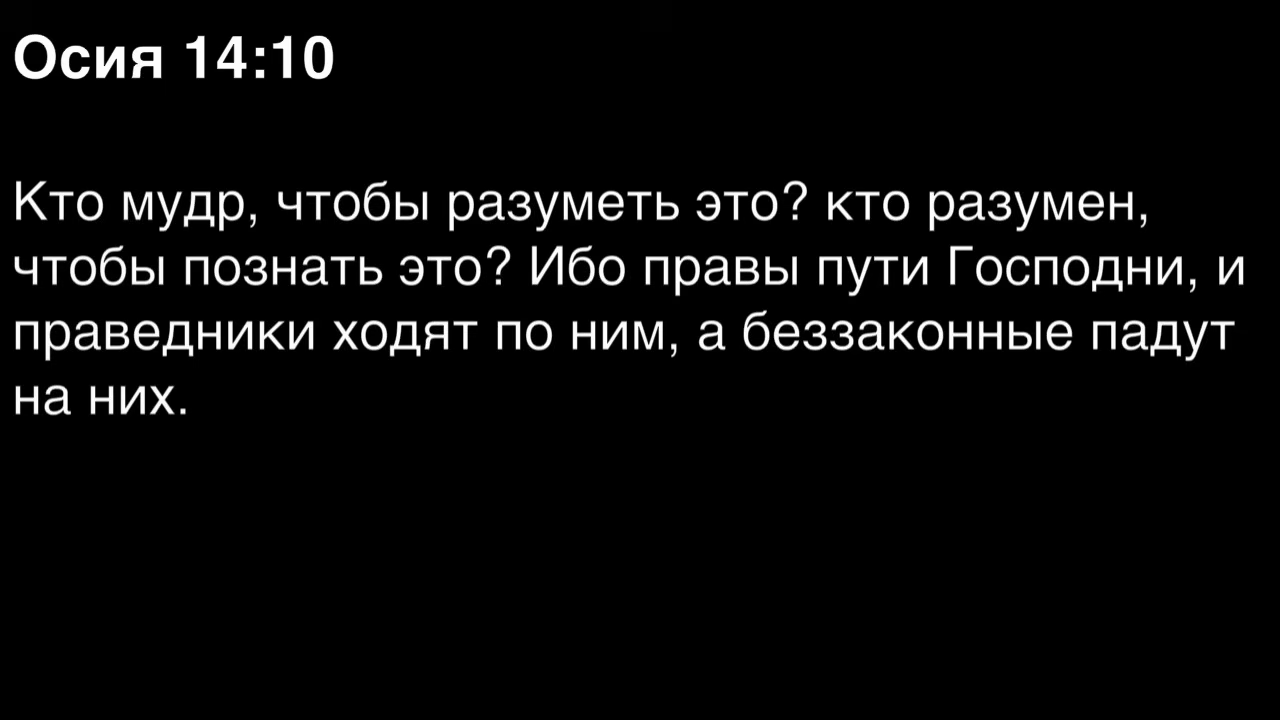 Осия 14:10
Кто мудр, чтобы разуметь это? кто разумен,
чтобы познать это? Ибо правы пути Господни, и
праведники ходят по ним, а беззаконные падут
на них.